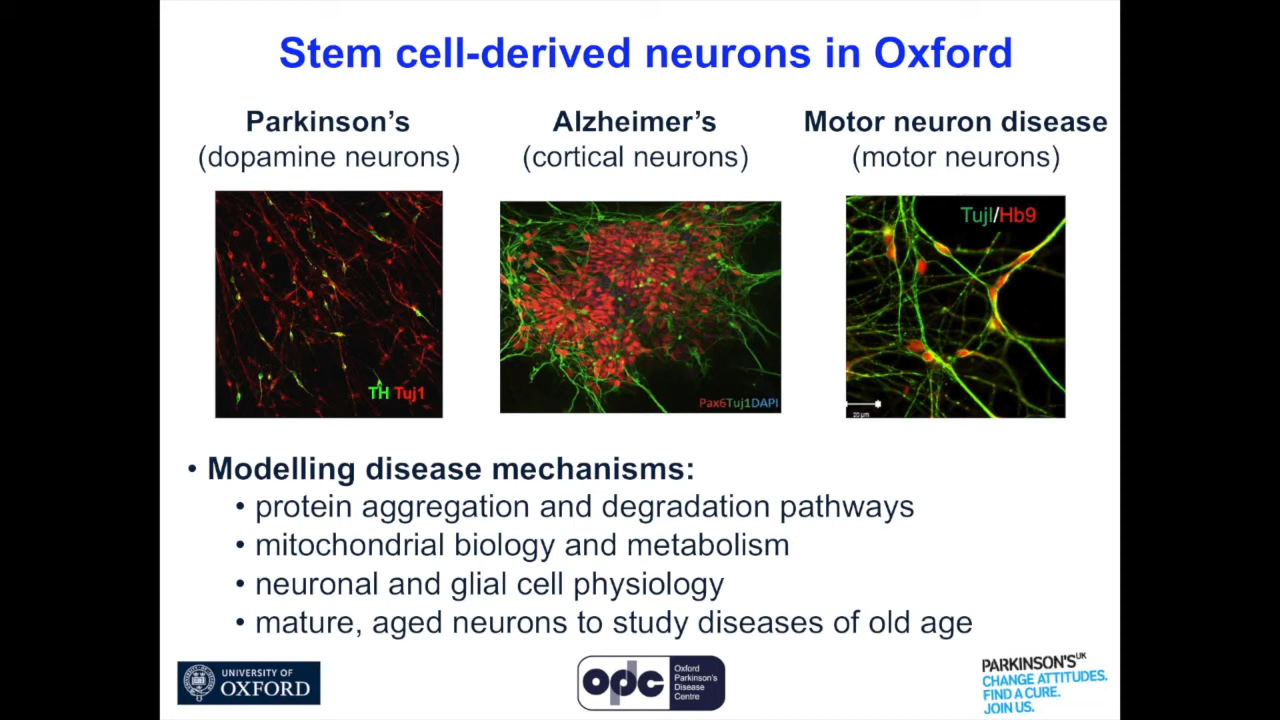 Stem cell-derived neurons in Oxford
Parkinson's
(dopamine neurons)
Alzheimer's
(cortical neurons)
Motor neuron disease
(motor neurons)
TH Tuj1
Pax6Tuj1DAPI
TujI/Hb9
20 µm
• Modelling disease mechanisms:
• protein aggregation and degradation pathways
• mitochondrial biology and metabolism
• neuronal and glial cell physiology
• mature, aged neurons to study diseases of old age
UNIVERSITY OF
OXFORD
opdc
Oxford
Parkinson's
Disease
Centre
PARKINSON'S UK
CHANGE ATTITUDES.
FIND A CURE.
JOIN US.